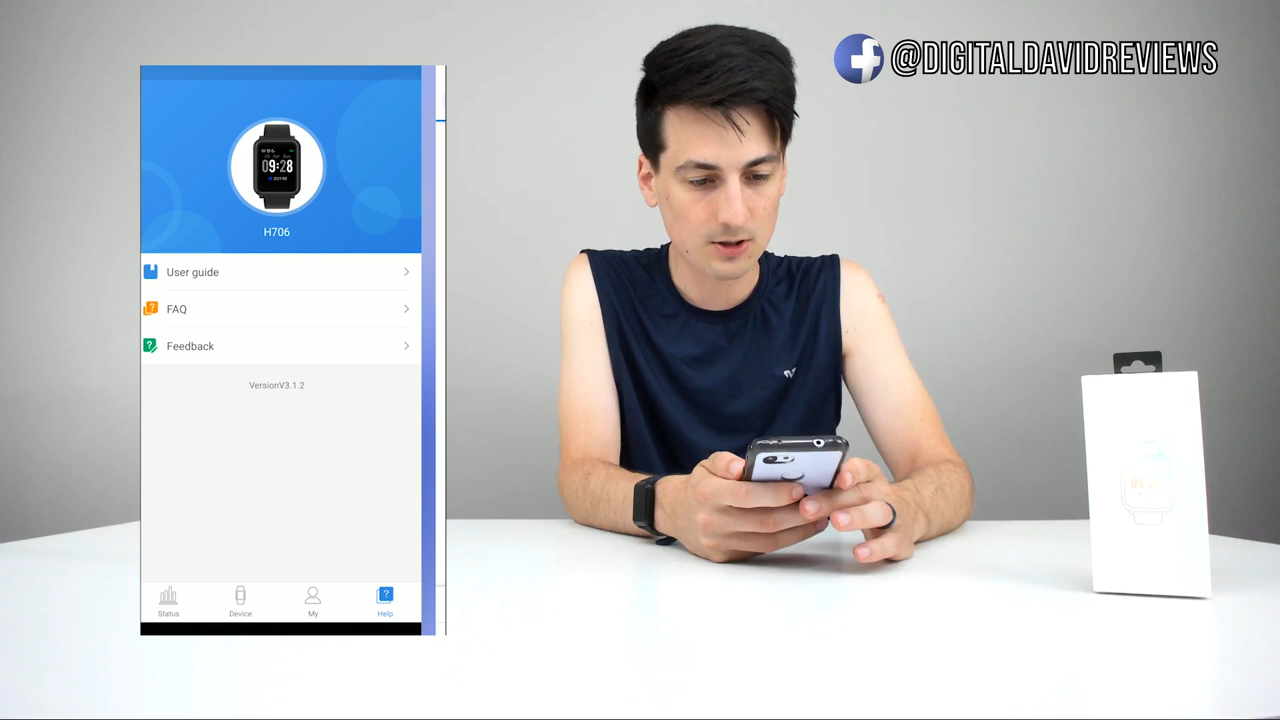 @DIGITALDAVIDREVIEWS
09:28
H706
User guide
FAQ
Feedback
VersionV3.1.2
Status
Device
My
Help